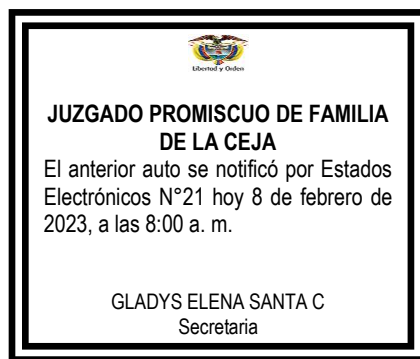 Libertad y Orden
JUZGADO PROMISCUO DE FAMILIA
DE LA CEJA
El anterior auto se notificó por Estados
Electrónicos N°21 hoy 8 de febrero de
2023, a las 8:00 a. m.
GLADYS ELENA SANTA C
Secretaria